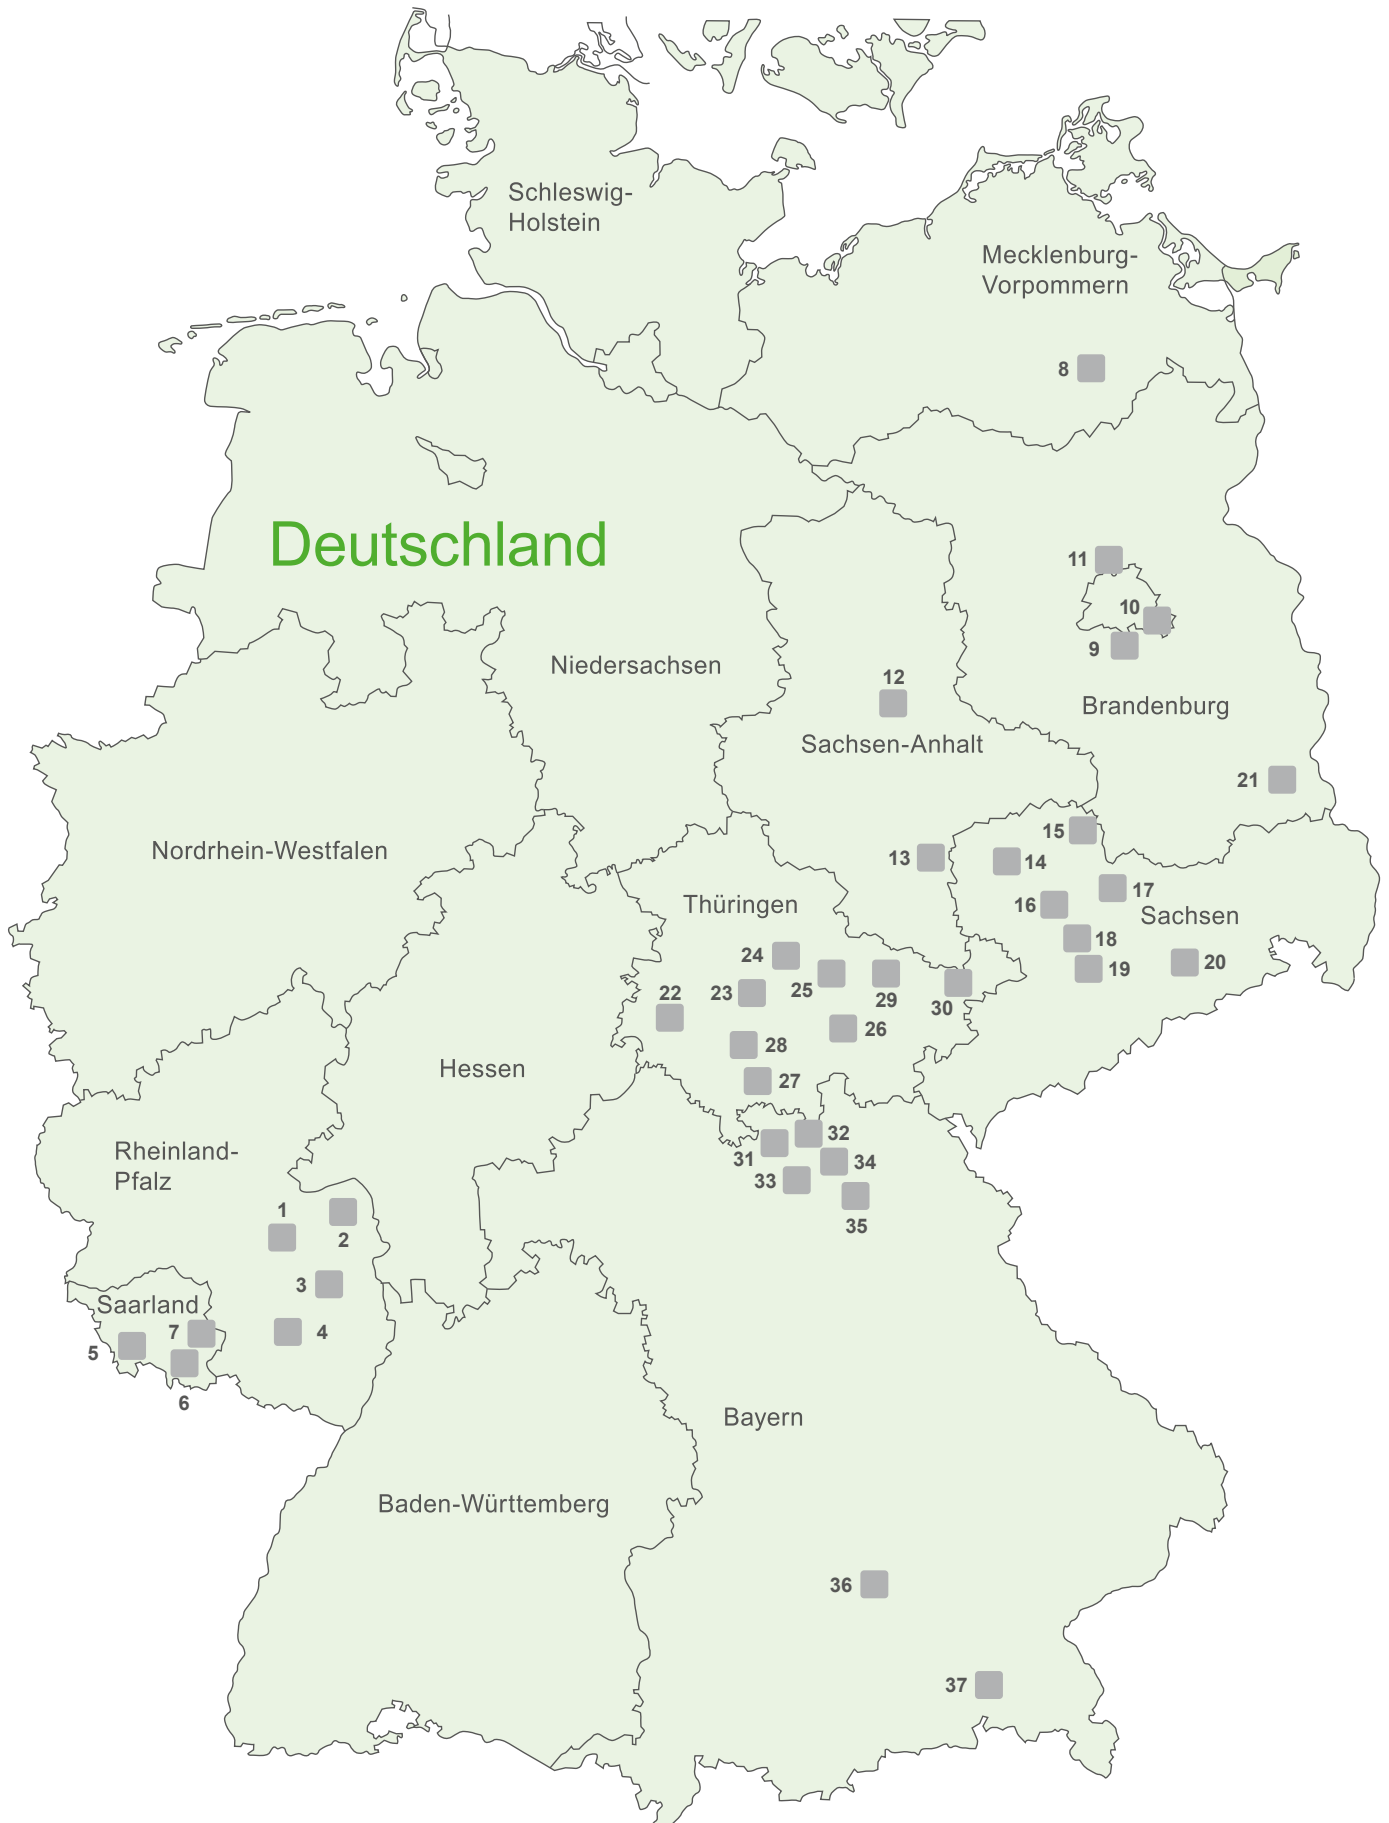 Schleswig-
Holstein
Mecklenburg-
Vorpommern
8
Deutschland
11
10
9
Niedersachsen
12
Brandenburg
Sachsen-Anhalt
21
15
Nordrhein-Westfalen
13
14
17
Thüringen
16
Sachsen
18
24
20
19
25
22
23
29
30
26
28
Hessen
27
32
Rheinland-
Pfalz
31
34
33
1
35
2
3
Saarland
7
4
5
6
Bayern
Baden-Württemberg
36
37